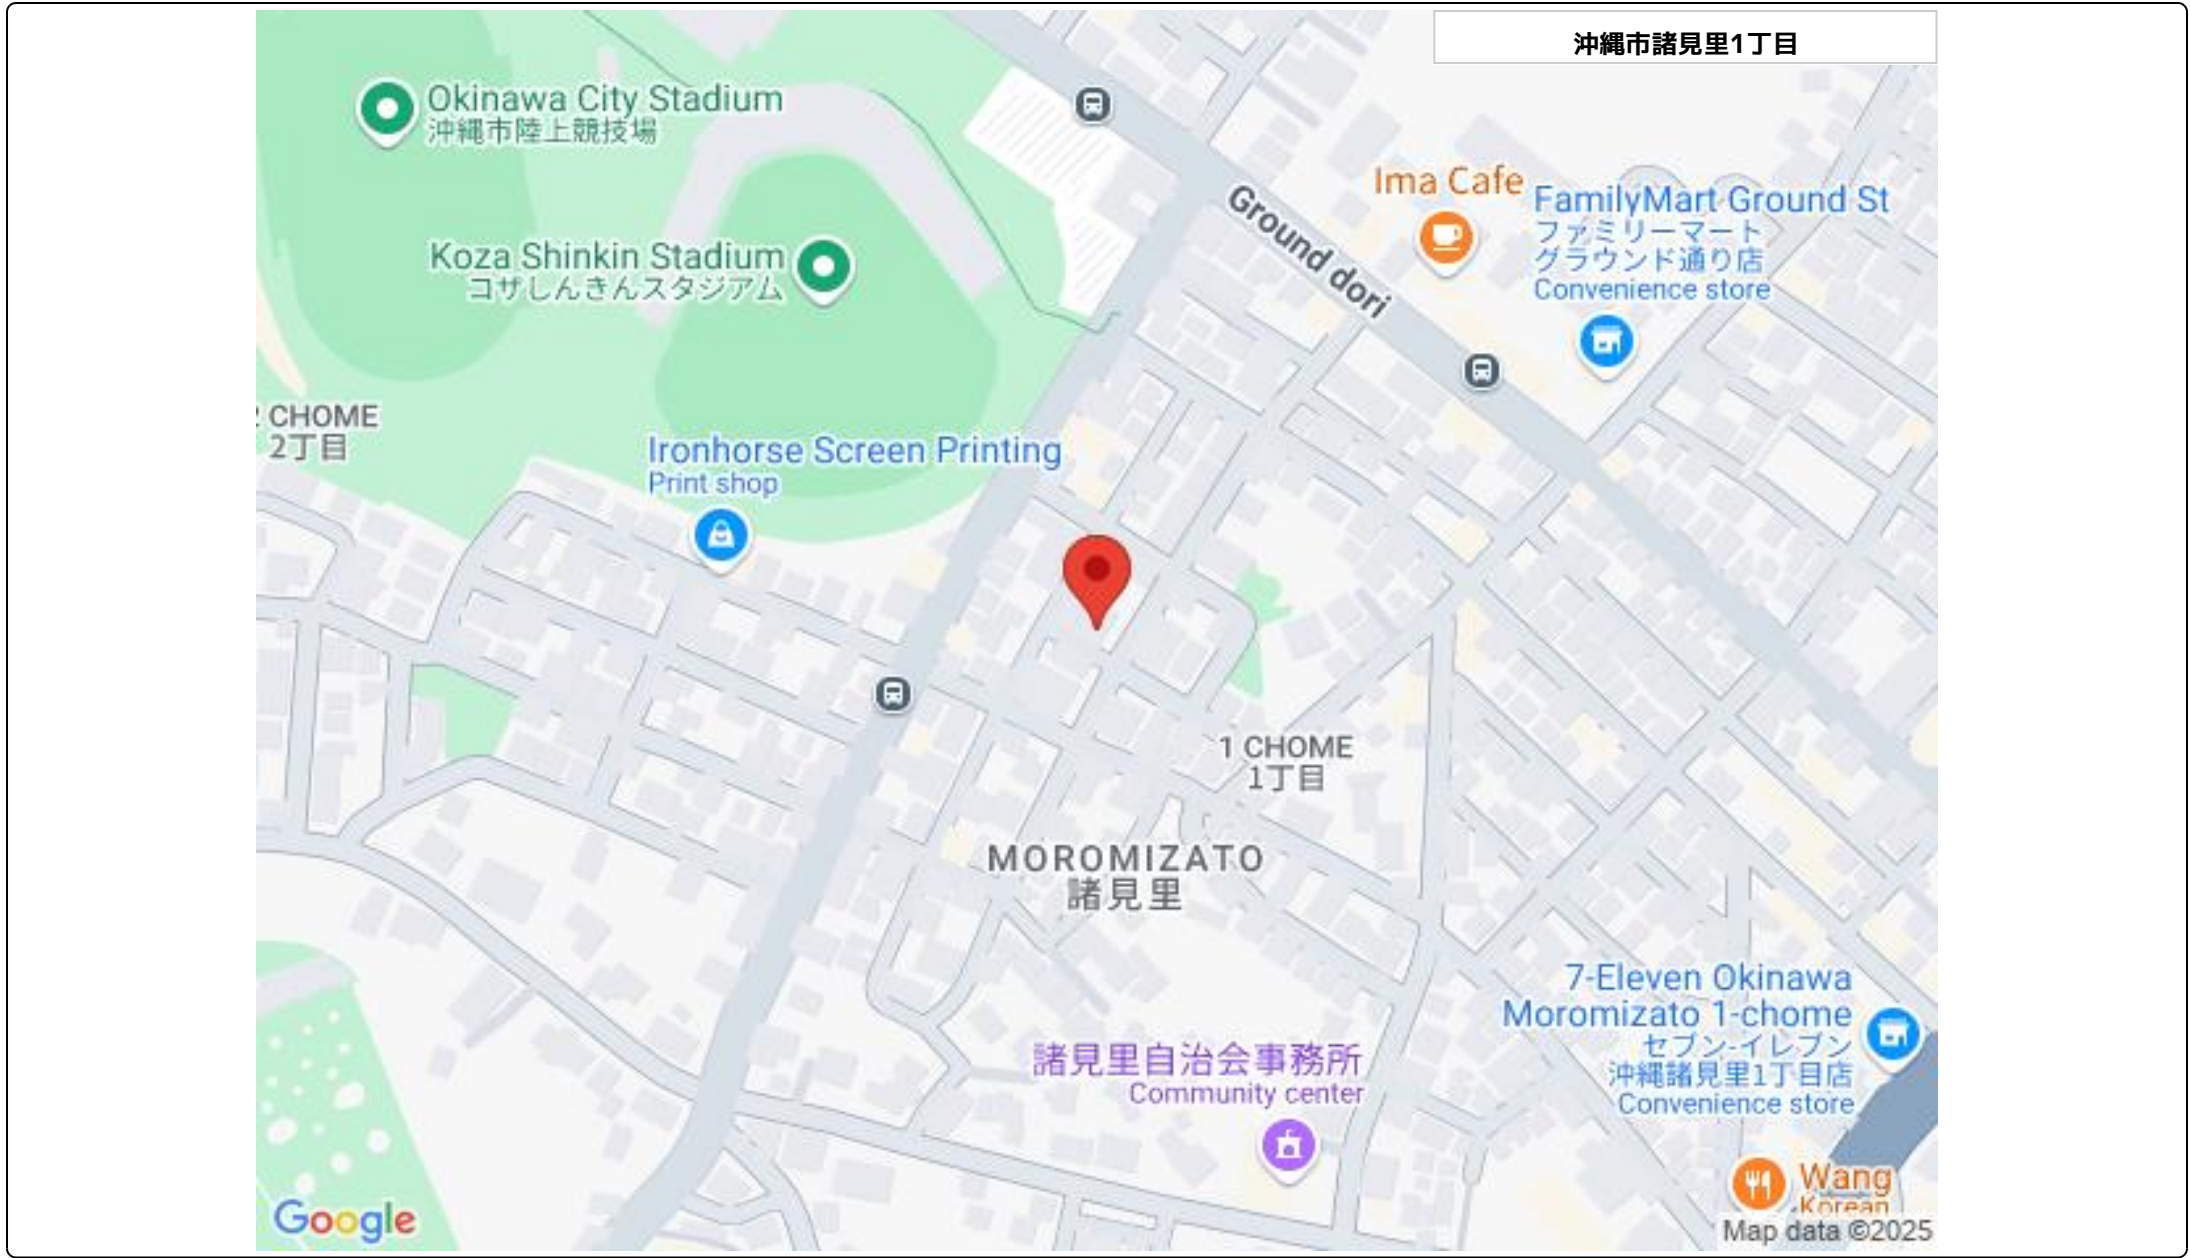 沖縄市諸見里1丁目
Okinawa City Stadium
沖縄市陸上競技場
Ima Cafe
FamilyMart Ground St
ファミリーマート
グラウンド通り店
Convenience store
Ground dori
Koza Shinkin Stadium
コザしんきんスタジアム
2 CHOME
2丁目
Ironhorse Screen Printing
Print shop
1 CHOME
1丁目
MOROMIZATO
諸見里
7-Eleven Okinawa
Moromizato 1-chome
セブン-イレブン
沖縄諸見里1丁目店
Convenience store
諸見里自治会事務所
Community center
Wang
Korean
Google
Map data ©2025